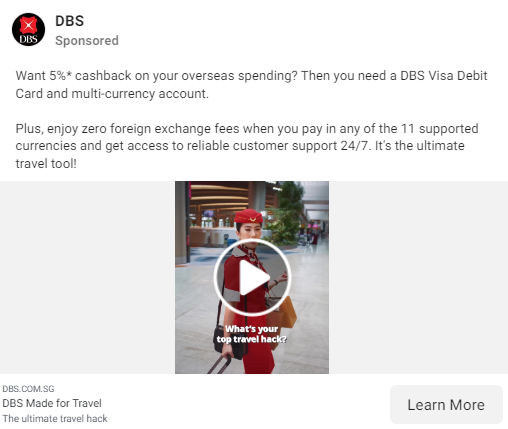 DBS
DBS
Sponsored
Want 5%* cashback on your overseas spending? Then you need a DBS Visa Debit
Card and multi-currency account.
Plus, enjoy zero foreign exchange fees when you pay in any of the 11 supported
currencies and get access to reliable customer support 24/7. It's the ultimate
travel tool!
What's your
top travel hack?
DBS.COM.SG
DBS Made for Travel
The ultimate travel hack
Learn More